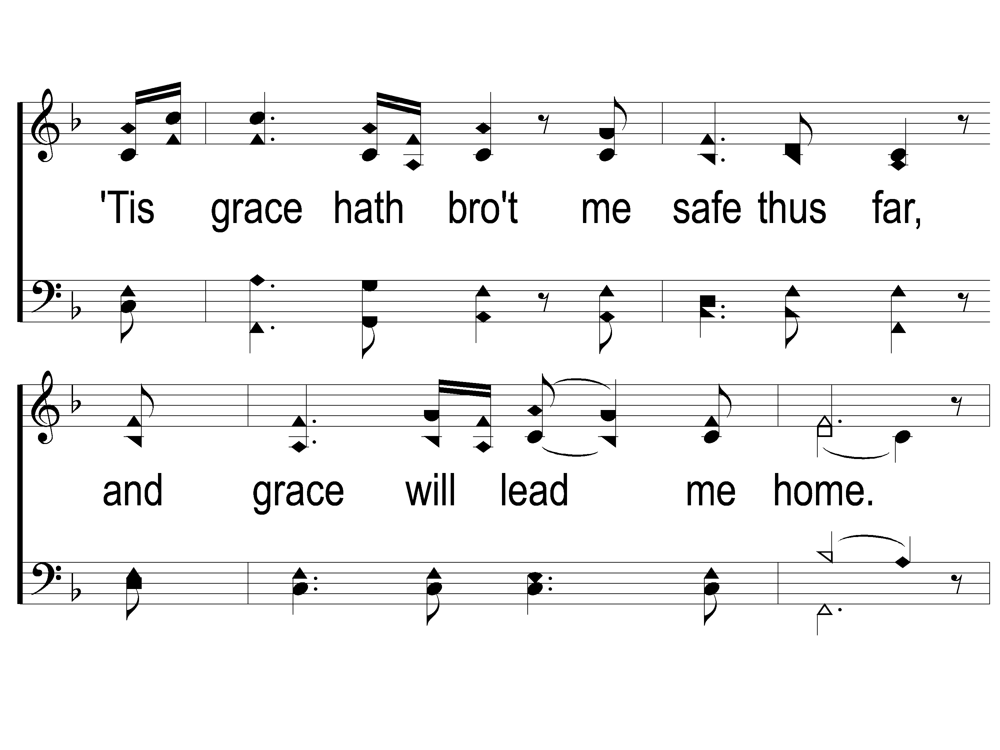 'Tis grace hath bro't me safe thus far,
and grace will lead me home.